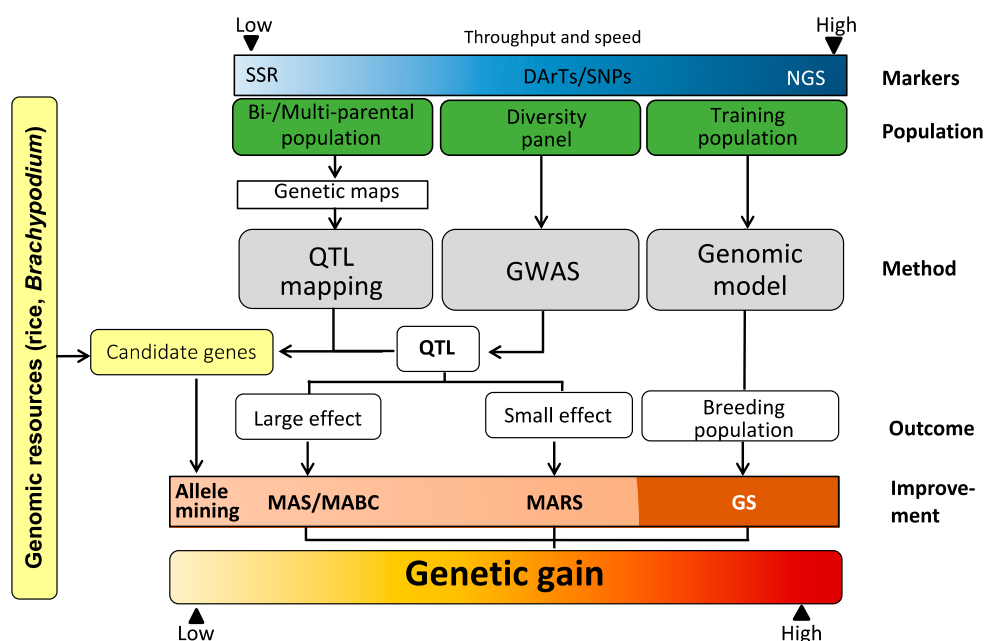 Low
High
Throughput and speed
SSR
DArTs/SNPs
NGS
Markers
Bi-/Multi-parental
population
Diversity
panel
Training
population
Population
Genetic maps
QTL
mapping
GWAS
Genomic
model
Method
Genomic resources (rice, Brachypodium)
Candidate genes
QTL
Large effect
Small effect
Breeding
population
Outcome
Allele
mining
MAS/MABC
MARS
GS
Improve-
ment
Genetic gain
Low
High